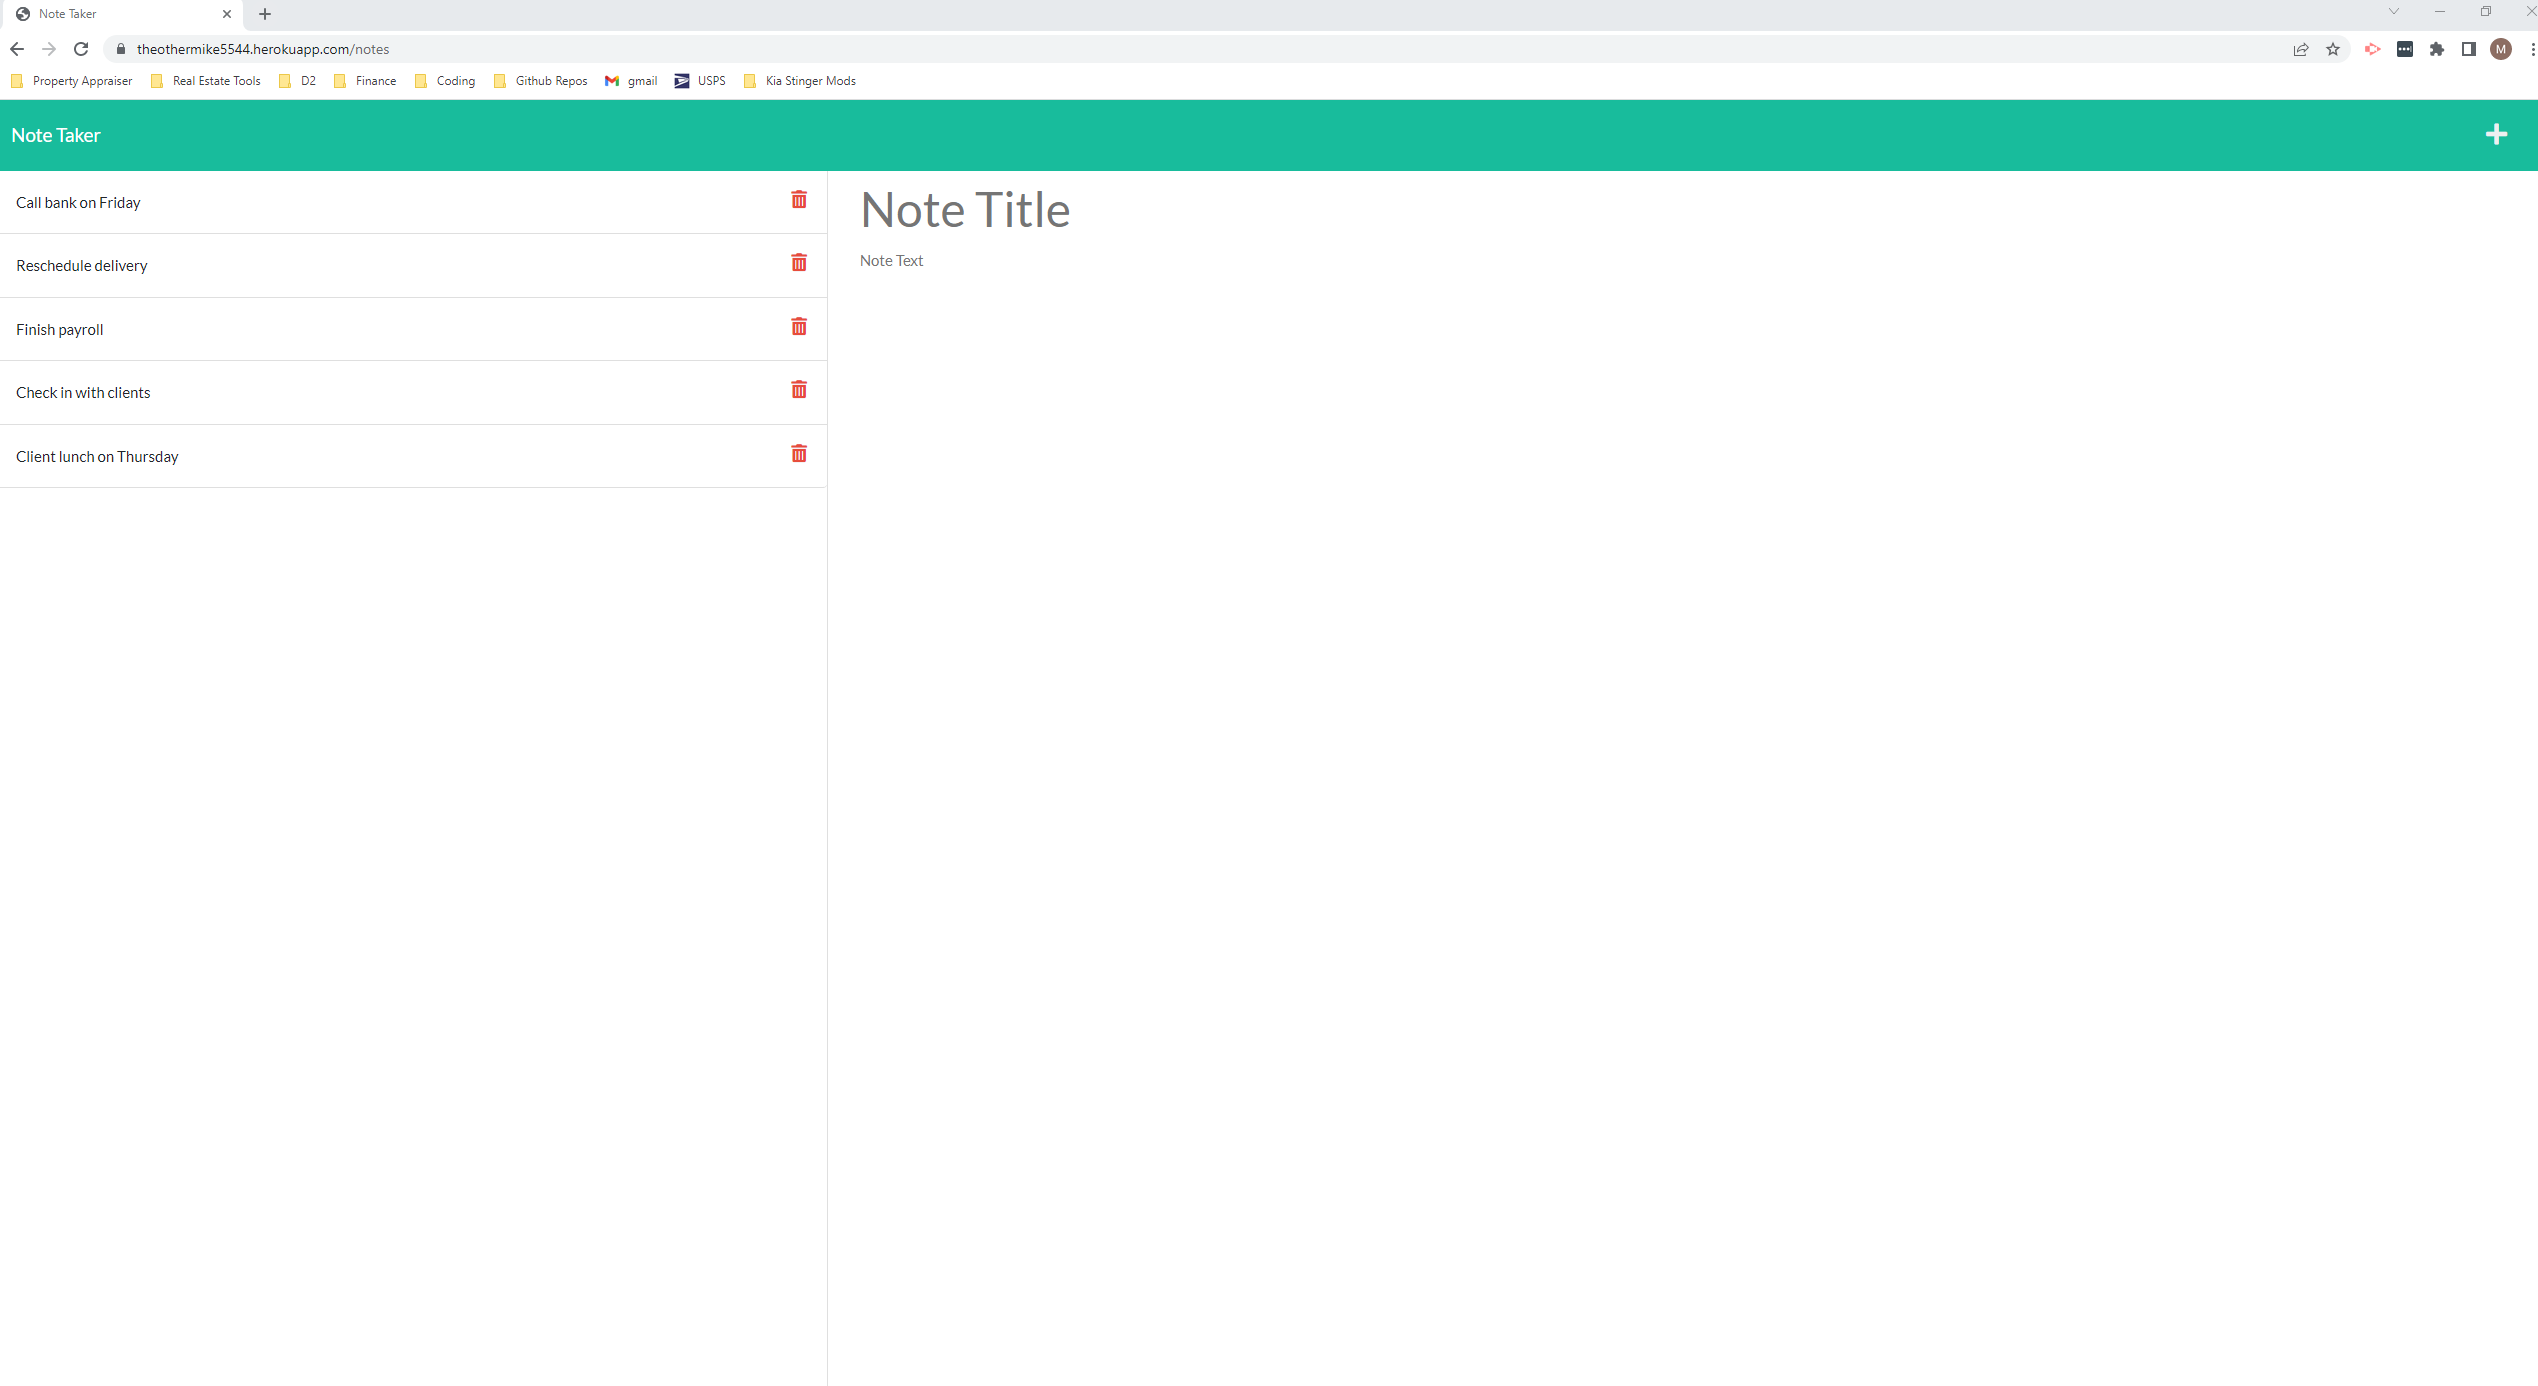 Note Taker
theothermike5544.herokuapp.com/notes
M
Property Appraiser Real Estate Tools D2 Finance Coding Github Repos gmail USPS Kia Stinger Mods
Note Taker
Call bank on Friday
Reschedule delivery
Finish payroll
Check in with clients
Client lunch on Thursday
Note Title
Note Text